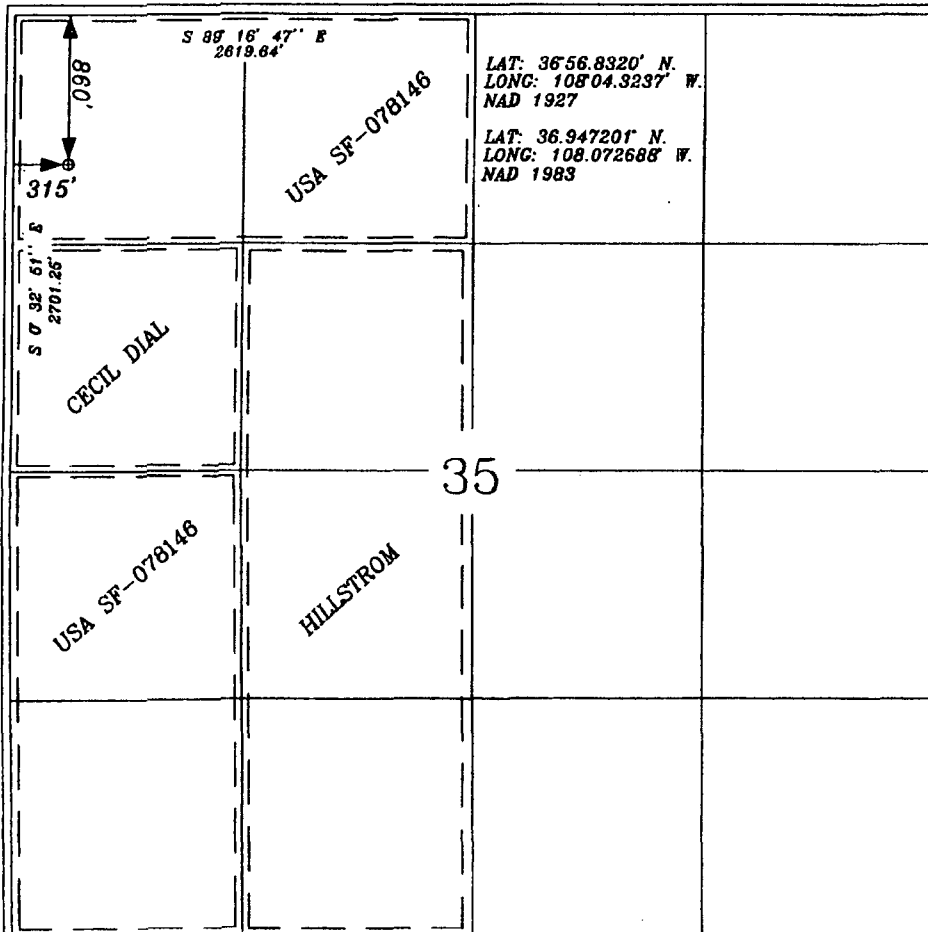 S 89° 16' 47'' E
2619.64'
860'
315'
USA SF-078146
LAT: 36°56.8320' N.
LONG: 108°04.3237' W.
NAD 1927
LAT: 36.947201° N.
LONG: 108.072688° W.
NAD 1983
S 0° 32' 51'' E
2701.26'
CECIL DIAL
35
USA SF-078146
HILLSTROM